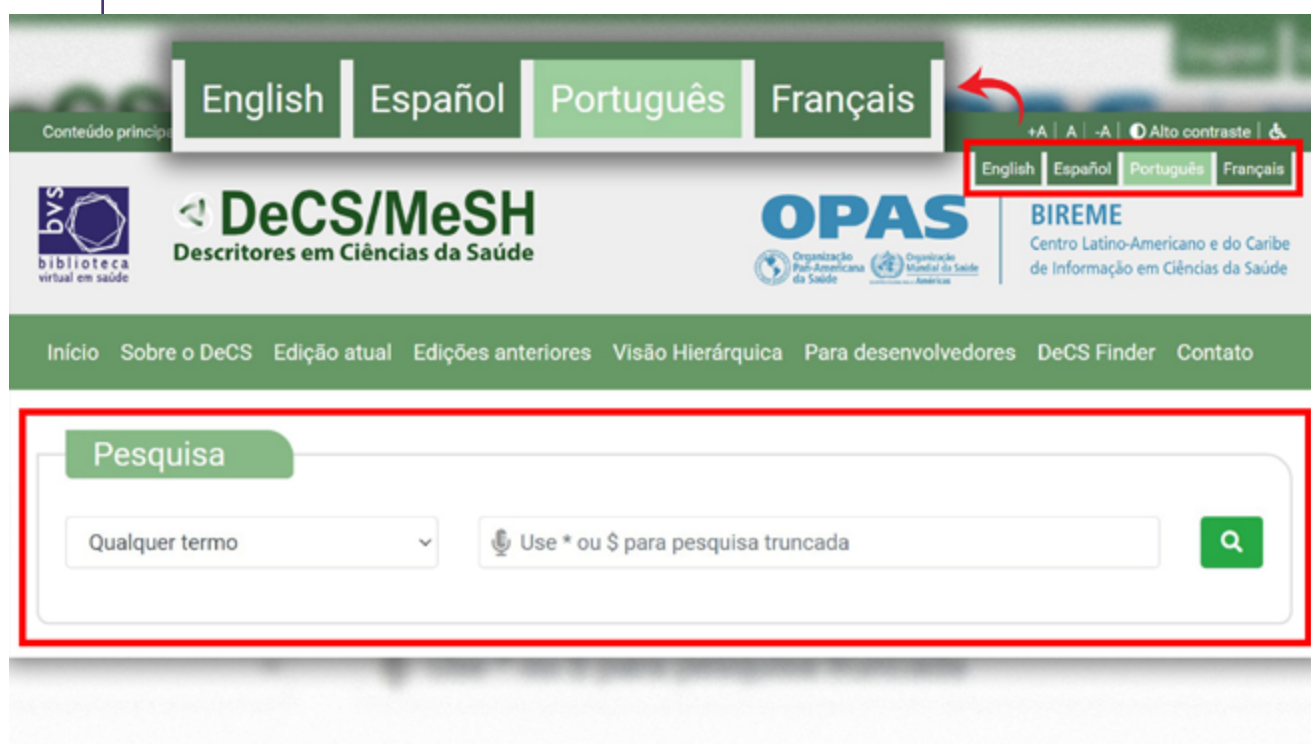 English Español Português Français
Conteúdo princip
+A | A | -A | Alto contraste |
English Español Português Français
bvs
biblioteca
virtual em saúde
DeCS/MeSH
Descritores em Ciências da Saúde
OPAS
Organização
Pan-Americana
da Saúde
Organização
Mundial da Saúde
Américas
BIREME
Centro Latino-Americano e do Caribe
de Informação em Ciências da Saúde
Início Sobre o DeCS Edição atual Edições anteriores Visão Hierárquica Para desenvolvedores DeCS Finder Contato
Pesquisa
Qualquer termo
Use * ou $ para pesquisa truncada